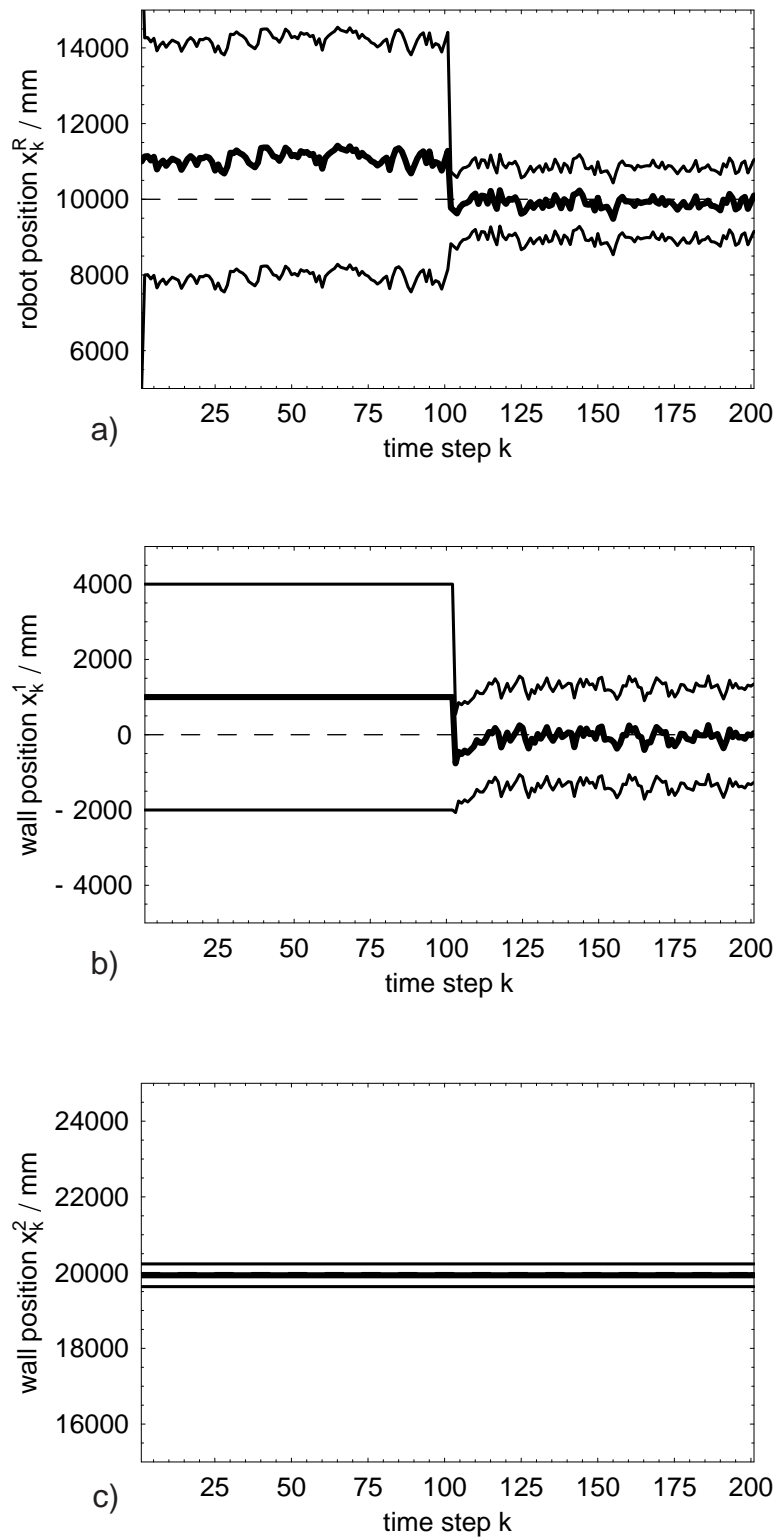 14000
12000
10000
8000
6000
robot position x_k^R / mm
25 50 75 100 125 150 175 200
a)
time step k
4000
2000
0
- 2000
- 4000
wall position x_k^1 / mm
25 50 75 100 125 150 175 200
b)
time step k
24000
22000
20000
18000
16000
wall position x_k^2 / mm
25 50 75 100 125 150 175 200
c)
time step k